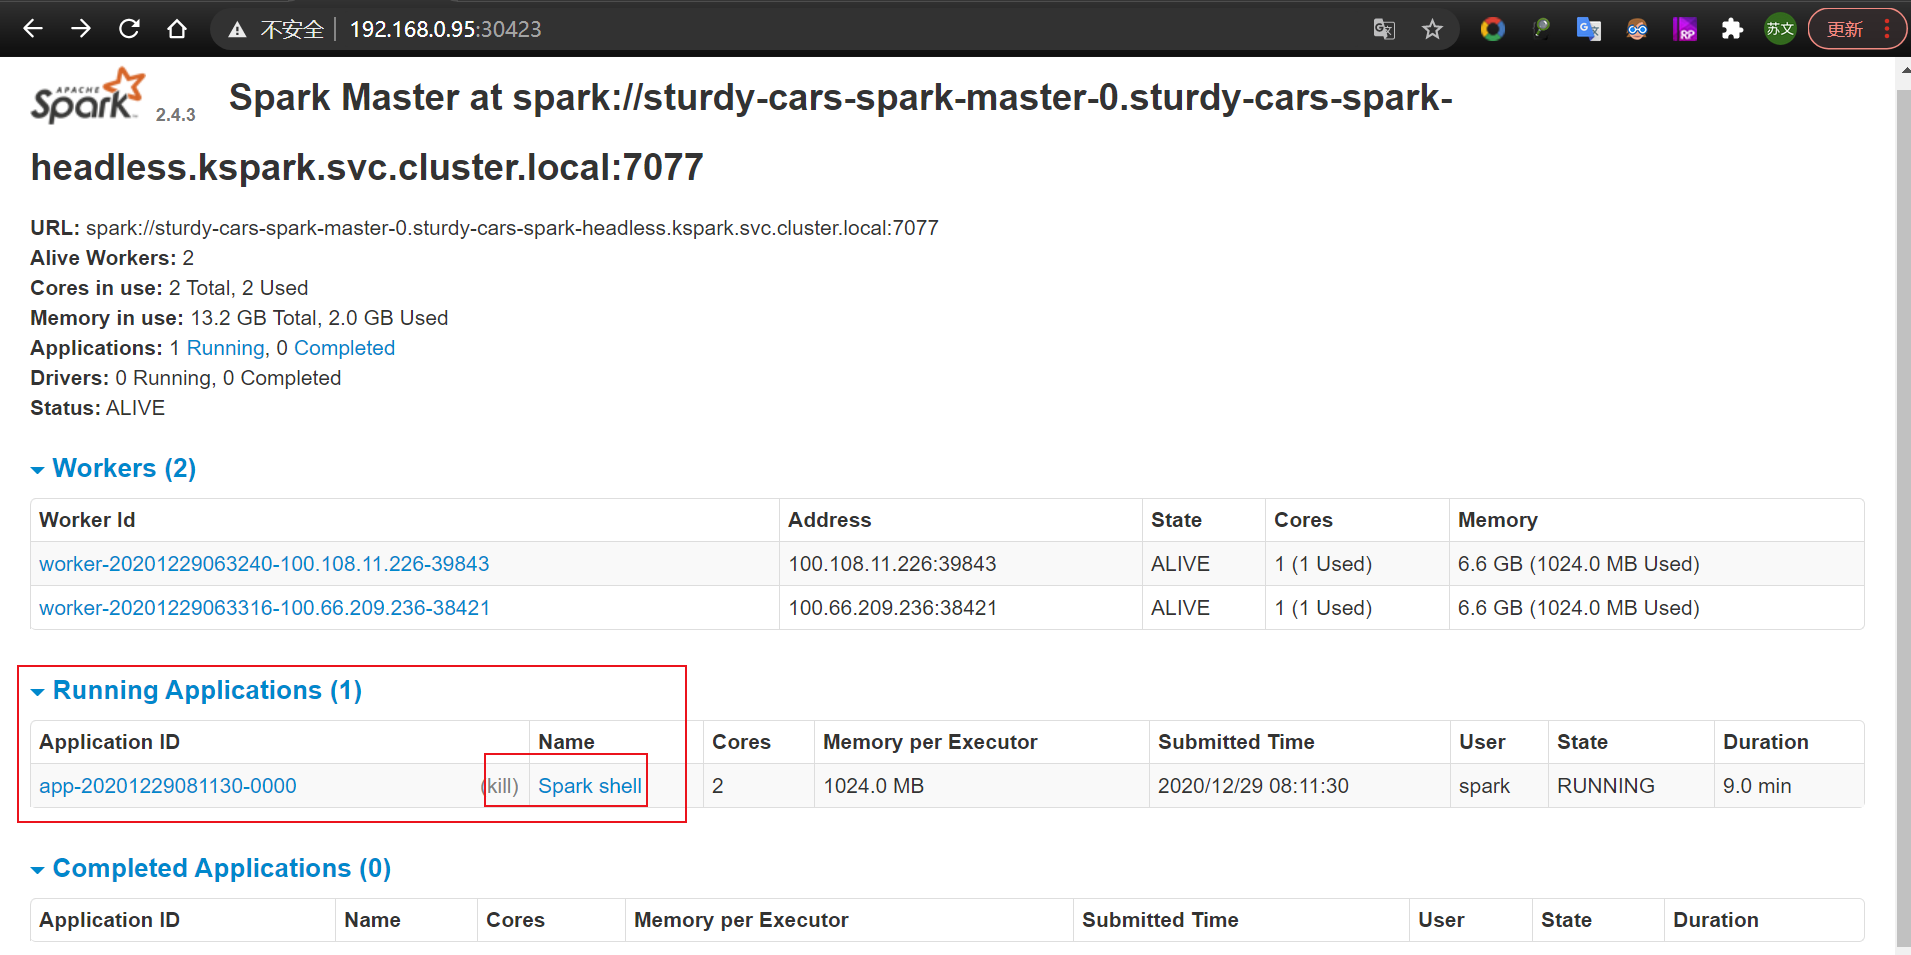 不安全 192.168.0.95:30423 苏文 更新
RP
APACHE
Spark 2.4.3 Spark Master at spark://sturdy-cars-spark-master-0.sturdy-cars-spark-
headless.kspark.svc.cluster.local:7077
URL: spark://sturdy-cars-spark-master-0.sturdy-cars-spark-headless.kspark.svc.cluster.local:7077
Alive Workers: 2
Cores in use: 2 Total, 2 Used
Memory in use: 13.2 GB Total, 2.0 GB Used
Applications: 1 Running, 0 Completed
Drivers: 0 Running, 0 Completed
Status: ALIVE
Workers (2)
Worker Id Address State Cores Memory
worker-20201229063240-100.108.11.226-39843 100.108.11.226:39843 ALIVE 1 (1 Used) 6.6 GB (1024.0 MB Used)
worker-20201229063316-100.66.209.236-38421 100.66.209.236:38421 ALIVE 1 (1 Used) 6.6 GB (1024.0 MB Used)
Running Applications (1)
Application ID Name Cores Memory per Executor Submitted Time User State Duration
app-20201229081130-0000 (kill) Spark shell 2 1024.0 MB 2020/12/29 08:11:30 spark RUNNING 9.0 min
Completed Applications (0)
Application ID Name Cores Memory per Executor Submitted Time User State Duration